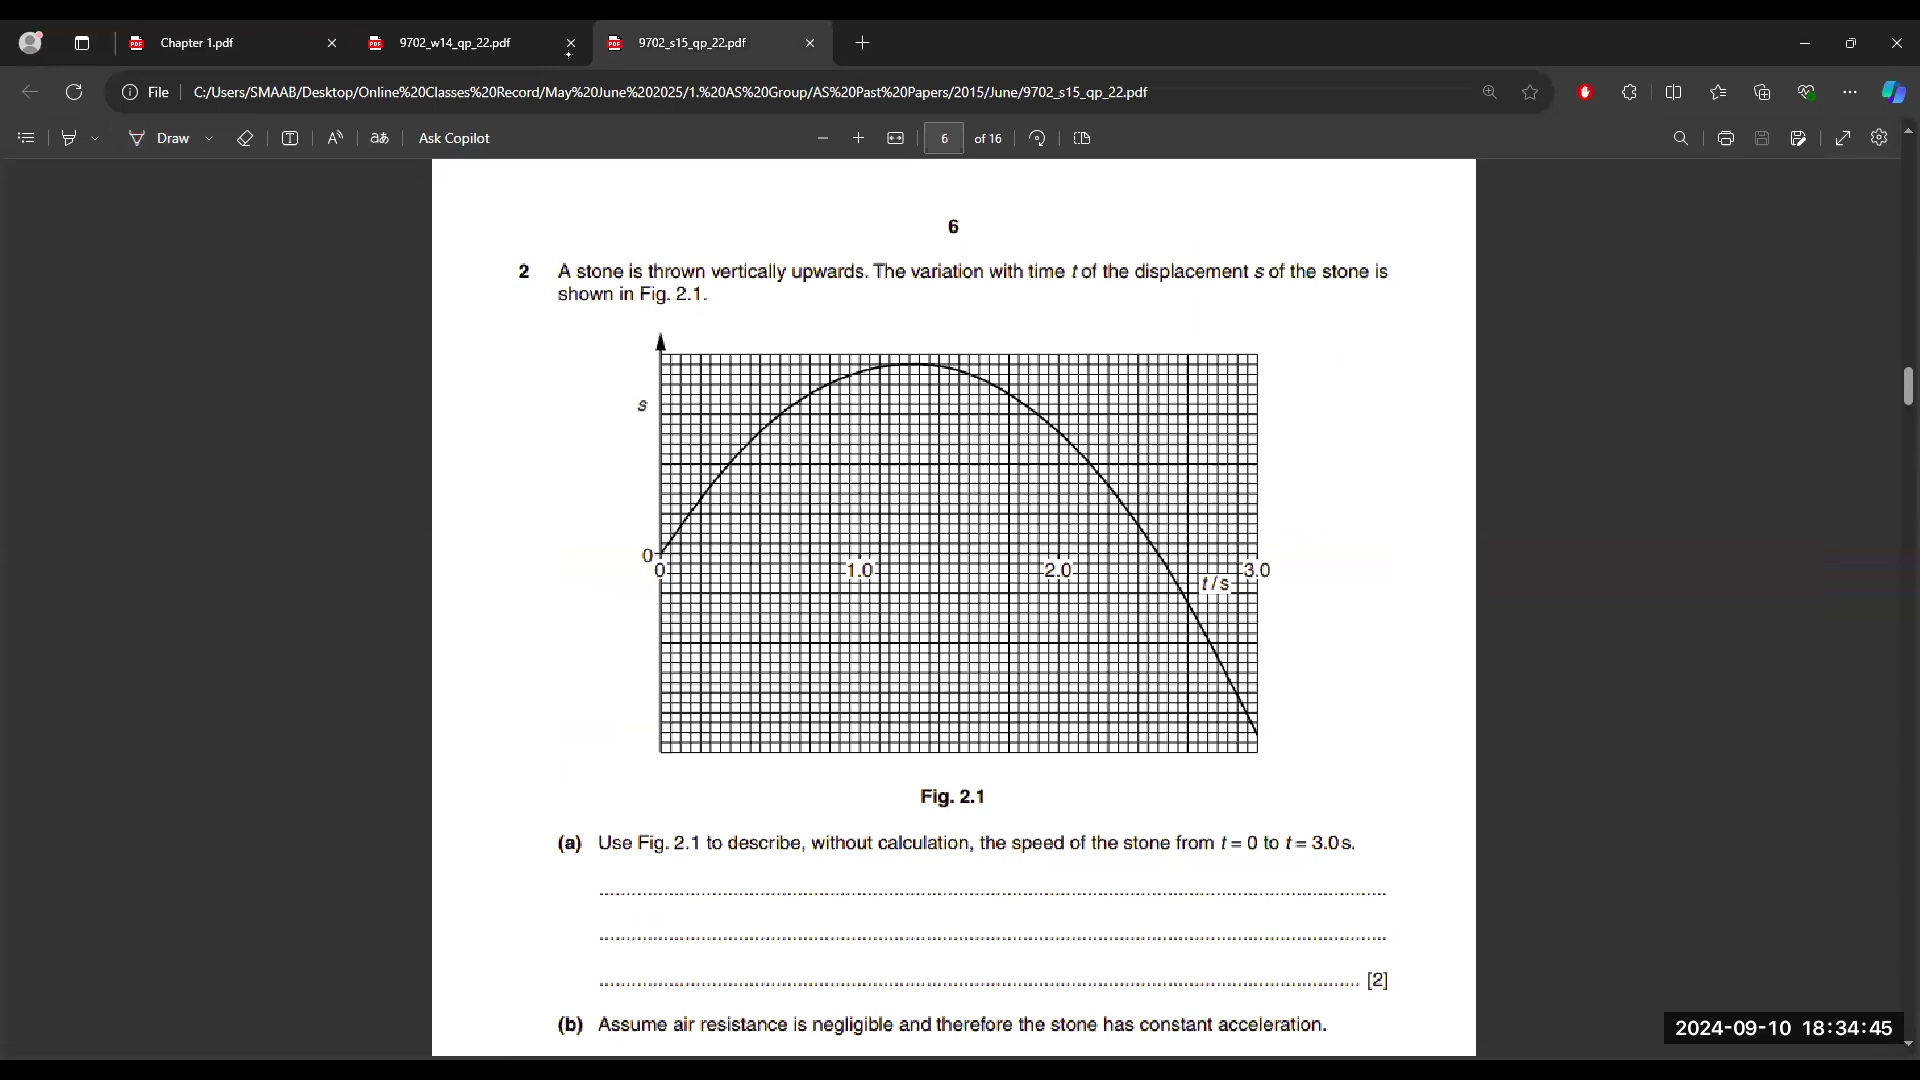 Chapter 1.pdf
9702_w14_qp_22.pdf
9702_s15_qp_22.pdf
File
C:/Users/SMAAB/Desktop/Online%20Classes%20Record/May%20June%202025/1.%20AS%20Group/AS%20Past%20Papers/2015/June/9702_s15_qp_22.pdf
Draw
Ask Copilot
6 of 16
6
2 A stone is thrown vertically upwards. The variation with time t of the displacement s of the stone is
shown in Fig. 2.1.
s
0
0 1.0 2.0 3.0
t / s
Fig. 2.1
(a) Use Fig. 2.1 to describe, without calculation, the speed of the stone from t = 0 to t = 3.0 s.
................................................................................
................................................................................
................................................................................ [2]
(b) Assume air resistance is negligible and therefore the stone has constant acceleration.
2024-09-10 18:34:45